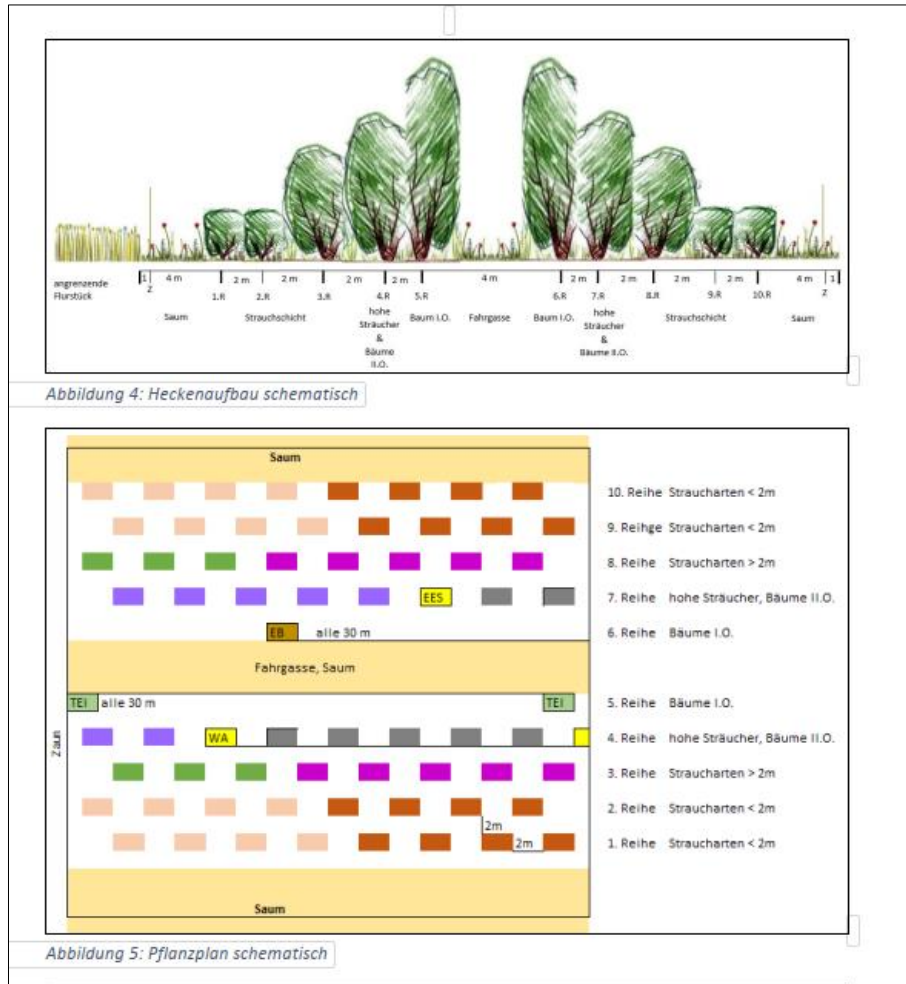 1 4 m 2 m 2 m 2 m 2 m 4 m 2 m 2 m 2 m 2 m 4 m 1
angrenzende Flurstück
Z 1.R 2.R 3.R 4.R 5.R 6.R 7.R 8.R 9.R 10.R Z
Saum Strauchschicht hohe Sträucher & Bäume II.O. Baum I.O. Fahrgasse Baum I.O. hohe Sträucher & Bäume II.O. Strauchschicht Saum
Abbildung 4: Heckenaufbau schematisch
Saum
10. Reihe Straucharten < 2m
9. Reihge Straucharten < 2m
8. Reihe Straucharten > 2m
EES 7. Reihe hohe Sträucher, Bäume II.O.
EB alle 30 m 6. Reihe Bäume I.O.
Fahrgasse, Saum
TEI alle 30 m TEI 5. Reihe Bäume I.O.
Zaun
WA 4. Reihe hohe Sträucher, Bäume II.O.
3. Reihe Straucharten > 2m
2. Reihe Straucharten < 2m
2m
2m 1. Reihe Straucharten < 2m
Saum
Abbildung 5: Pflanzplan schematisch